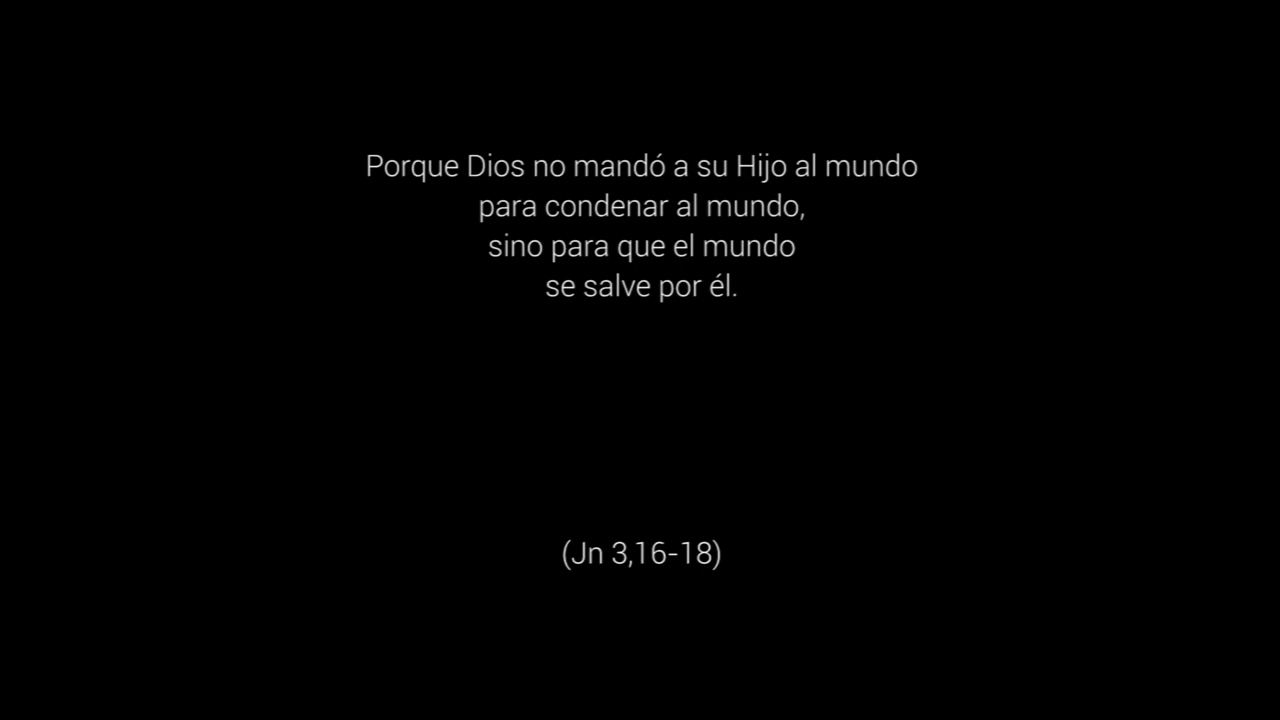 Porque Dios no mandó a su Hijo al mundo
para condenar al mundo,
sino para que el mundo
se salve por él.
(Jn 3,16-18)